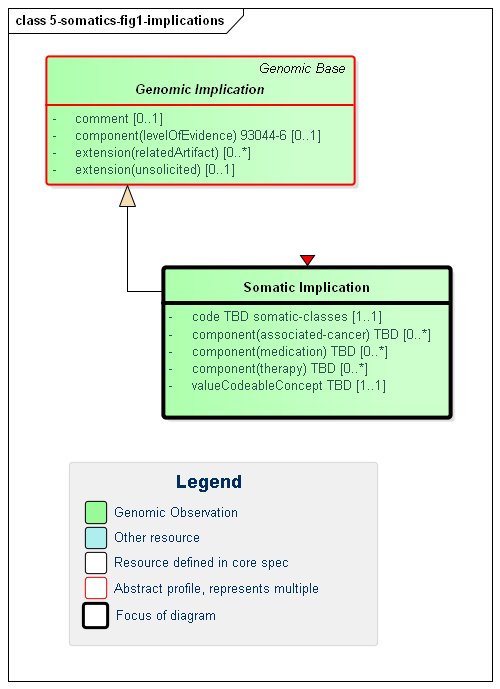 class 5-somatics-fig1-implications
Genomic Base
Genomic Implication
- comment [0..1]
- component(levelOfEvidence) 93044-6 [0..1]
- extension(relatedArtifact) [0..*]
- extension(unsolicited) [0..1]
Somatic Implication
- code TBD somatic-classes [1..1]
- component(associated-cancer) TBD [0..*]
- component(medication) TBD [0..*]
- component(therapy) TBD [0..*]
- valueCodeableConcept TBD [1..1]
Legend
Genomic Observation
Other resource
Resource defined in core spec
Abstract profile, represents multiple
Focus of diagram